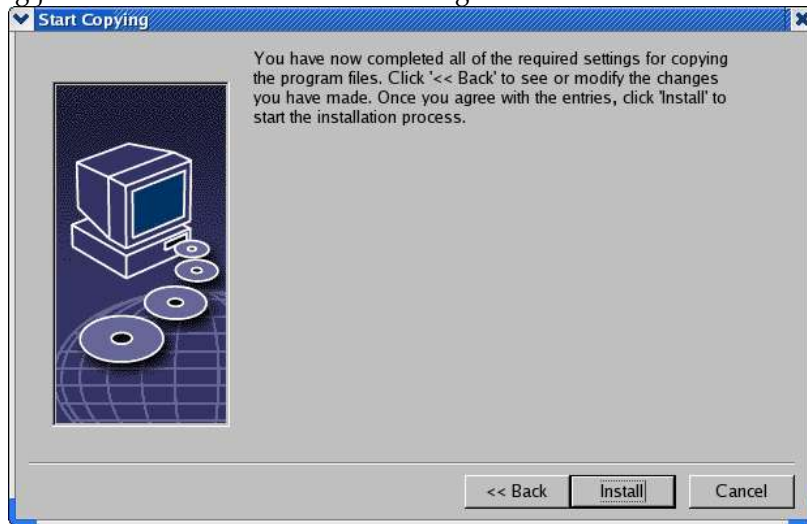 Start Copying
You have now completed all of the required settings for copying
the program files. Click '<< Back' to see or modify the changes
you have made. Once you agree with the entries, click 'Install' to
start the installation process.
<< Back Install Cancel